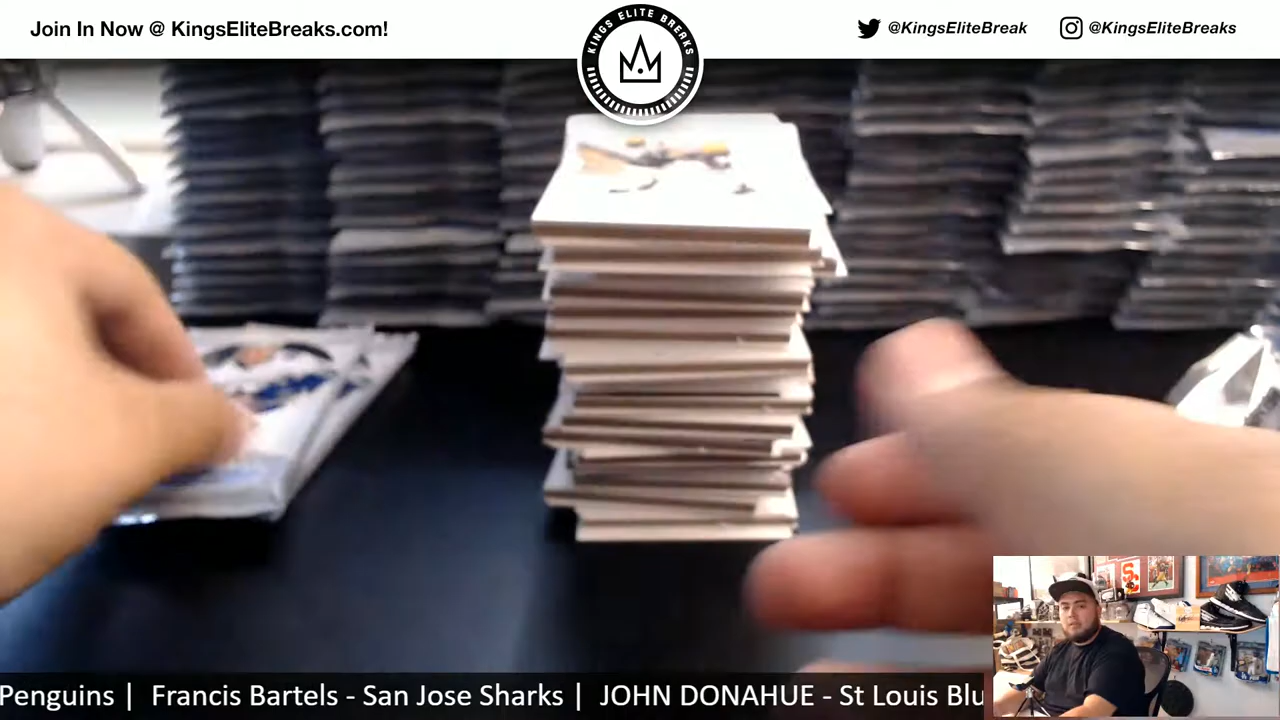 Join In Now @ KingsEliteBreaks.com!
KINGS ELITE BREAKS
@KingsEliteBreak
@KingsEliteBreaks
SC
Penguins | Francis Bartels - San Jose Sharks | JOHN DONAHUE - St Louis Blu